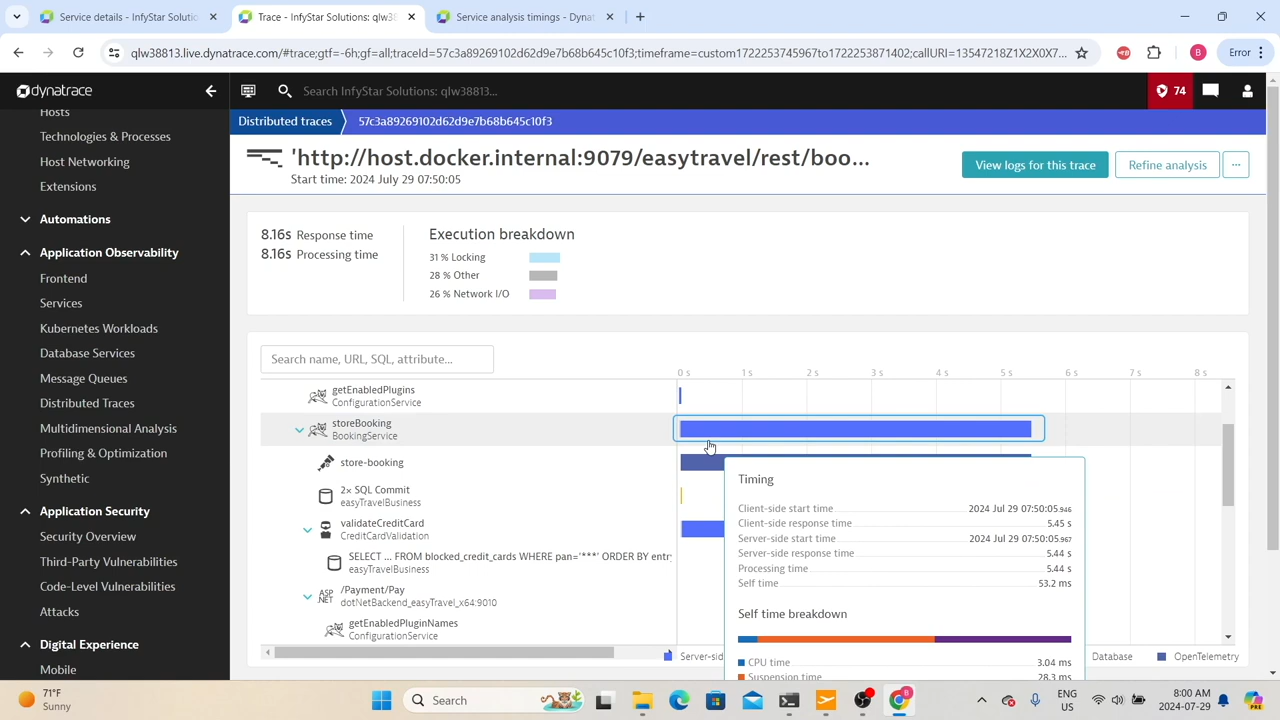 Service details - InfyStar Solutio
Trace - InfyStar Solutions: qlw38
Service analysis timings - Dynat
qlw38813.live.dynatrace.com/#trace;gtf=-6h;gf=all;traceId=57c3a89269102d62d9e7b68b645c10f3;timeframe=custom1722253745967to1722253871402;callURI=13547218Z1X2X0X7...
B
Error
dynatrace
Search InfyStar Solutions: qlw38813...
74
Hosts
Technologies & Processes
Host Networking
Extensions
Automations
Application Observability
Frontend
Services
Kubernetes Workloads
Database Services
Message Queues
Distributed Traces
Multidimensional Analysis
Profiling & Optimization
Synthetic
Application Security
Security Overview
Third-Party Vulnerabilities
Code-Level Vulnerabilities
Attacks
Digital Experience
Mobile
Distributed traces
57c3a89269102d62d9e7b68b645c10f3
'http://host.docker.internal:9079/easytravel/rest/boo...
Start time: 2024 July 29 07:50:05
View logs for this trace
Refine analysis
...
8.16s Response time
8.16s Processing time
Execution breakdown
31 % Locking
28 % Other
26 % Network I/O
Search name, URL, SQL, attribute...
0 s 1 s 2 s 3 s 4 s 5 s 6 s 7 s 8 s
getEnabledPlugins
ConfigurationService
storeBooking
BookingService
store-booking
2× SQL Commit
easyTravelBusiness
validateCreditCard
CreditCardValidation
SELECT ... FROM blocked_credit_cards WHERE pan='***' ORDER BY entry
easyTravelBusiness
ASP
.NET
/Payment/Pay
dotNetBackend_easyTravel_x64:9010
getEnabledPluginNames
ConfigurationService
Timing
Client-side start time 2024 Jul 29 07:50:05.946
Client-side response time 5.45 s
Server-side start time 2024 Jul 29 07:50:05.967
Server-side response time 5.44 s
Processing time 5.44 s
Self time 53.2 ms
Self time breakdown
CPU time 3.04 ms
Suspension time 28.3 ms
Server-sid
Database
OpenTelemetry
71°F
Sunny
Search
ENG
US
8:00 AM
2024-07-29